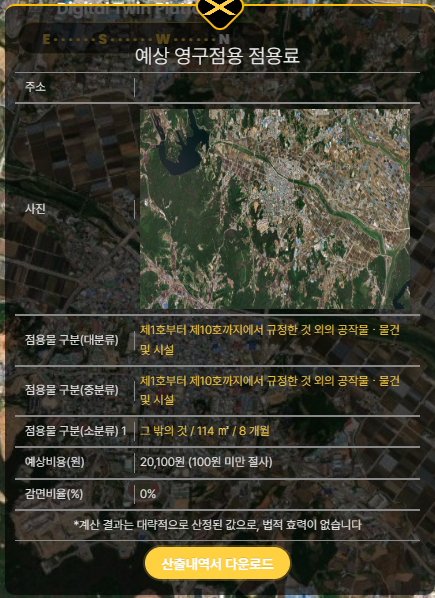 Digital Twin Platf
E S W N
예상 영구점용 점용료
주소
사진
점용물 구분(대분류)
제1호부터 제10호까지에서 규정한 것 외의 공작물ㆍ물건
및 시설
점용물 구분(중분류)
제1호부터 제10호까지에서 규정한 것 외의 공작물ㆍ물건
및 시설
점용물 구분(소분류) 1 그 밖의 것 / 114 ㎡ / 8 개월
예상비용(원) 20,100원 (100원 미만 절사)
감면비율(%) 0%
*계산 결과는 대략적으로 산정된 값으로, 법적 효력이 없습니다
산출내역서 다운로드